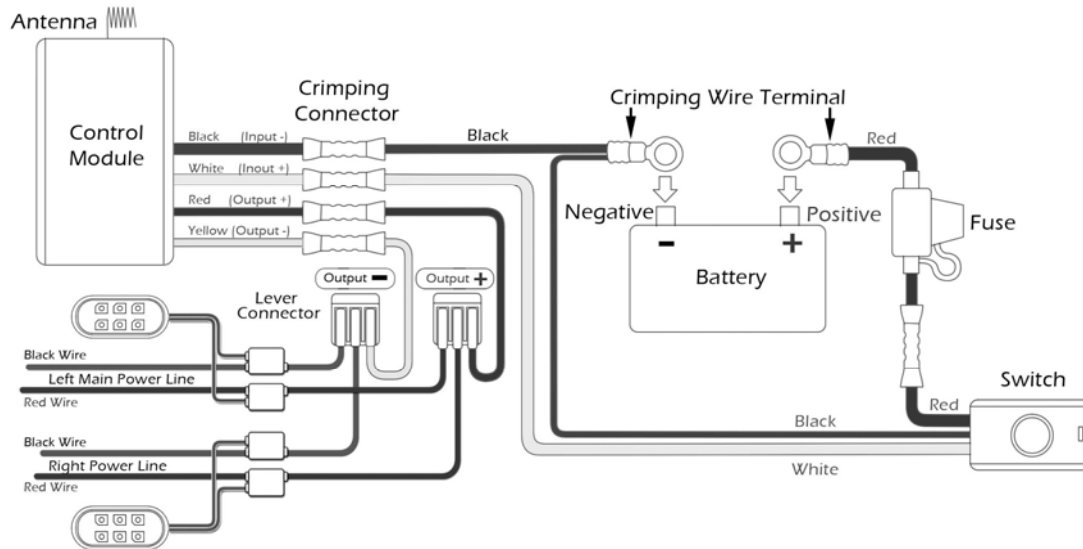 Antenna
Control
Module
Crimping
Connector
Black (Input -)
White (Inout +)
Red (Output +)
Yellow (Output -)
Black
Crimping Wire Terminal
Red
Negative
Positive
-
+
Battery
Fuse
Output -
Output +
Lever
Connector
Black Wire
Left Main Power Line
Red Wire
Black Wire
Right Power Line
Red Wire
Switch
Red
Black
White